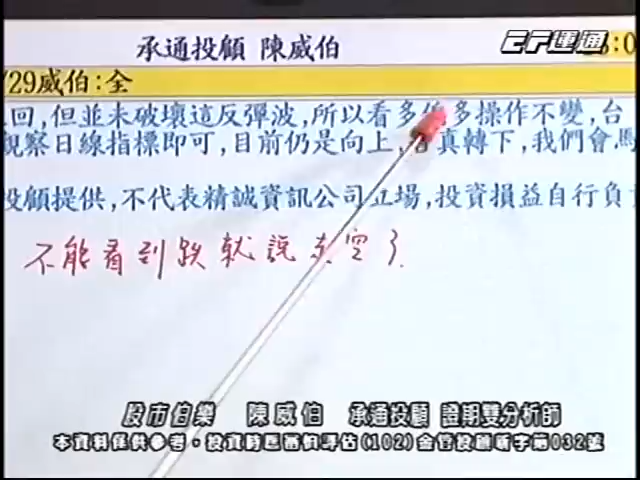 承通投顧 陳威伯
運通
/29威伯:全
回,但並未破壞這反彈波,所以看多偏多操作不變,台
觀察日線指標即可,目前仍是向上,真轉下,我們會馬
投顧提供,不代表精誠資訊公司立場,投資損益自行負責
不能看到跌就說 空了
股市伯樂 陳威伯 承通投顧 證期雙分析師
本資料僅供參考,投資時應審慎評估(102)金管投顧新字第032號